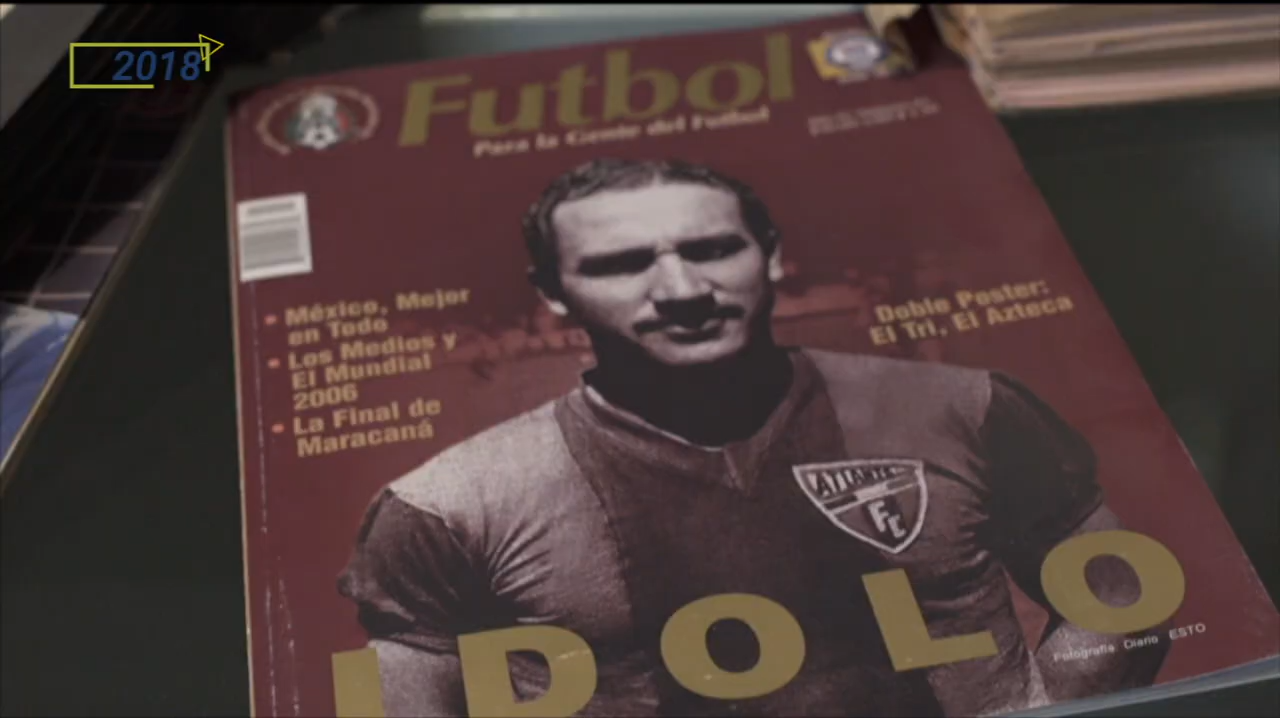 2018
Futbol
Para la Gente del Futbol
• México, Mejor
en Todo
• Los Medios y
El Mundial
2006
• La Final de
Maracaná
Doble Poster:
El Tri, El Azteca
ATLANTE
F
C
IDOLO
Fotografía Diario ESTO